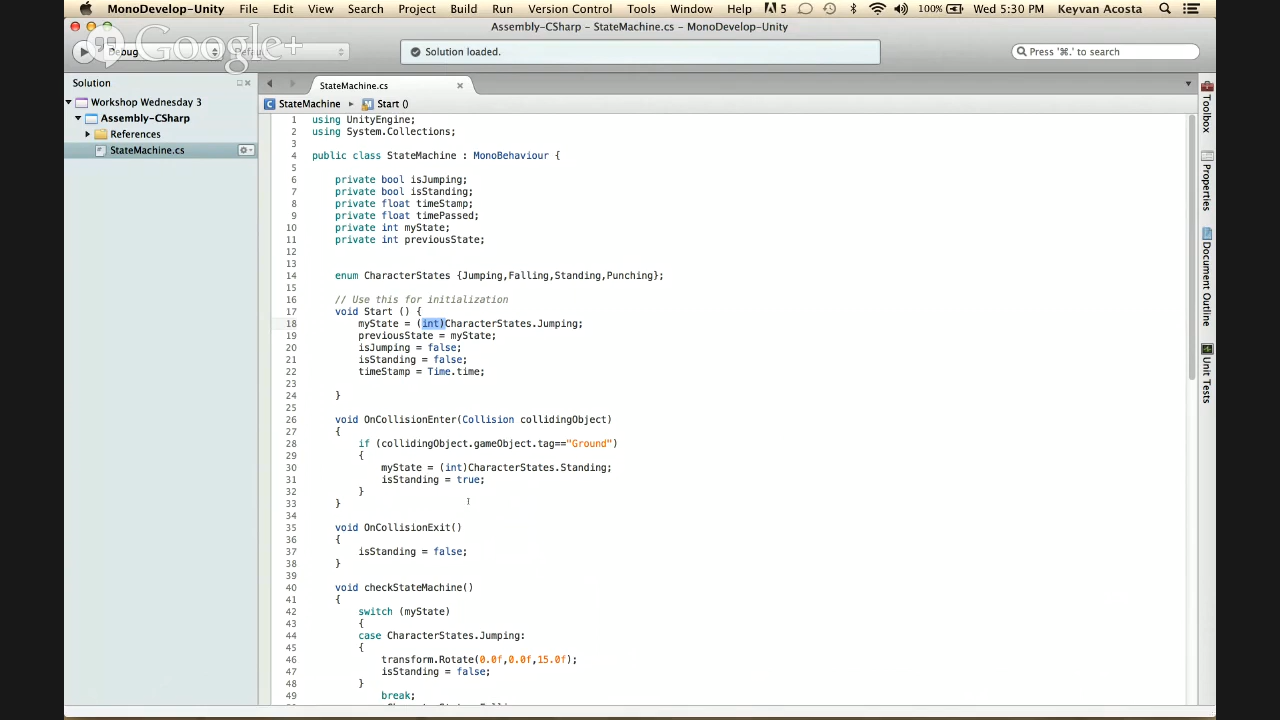 MonoDevelop-Unity File Edit View Search Project Build Run Version Control Tools Window Help 5 100% Wed 5:30 PM Keyvan Acosta
Assembly-CSharp - StateMachine.cs - MonoDevelop-Unity
Google+
Debug
Solution loaded.
Press '⌘.' to search
Solution
StateMachine.cs
Workshop Wednesday 3
Assembly-CSharp
References
StateMachine.cs
StateMachine ▸ Start ()
1 using UnityEngine;
2 using System.Collections;
3
4 public class StateMachine : MonoBehaviour {
5
6 private bool isJumping;
7 private bool isStanding;
8 private float timeStamp;
9 private float timePassed;
10 private int myState;
11 private int previousState;
12
13
14 enum CharacterStates {Jumping,Falling,Standing,Punching};
15
16 // Use this for initialization
17 void Start () {
18 myState = (int)CharacterStates.Jumping;
19 previousState = myState;
20 isJumping = false;
21 isStanding = false;
22 timeStamp = Time.time;
23
24 }
25
26 void OnCollisionEnter(Collision collidingObject)
27 {
28 if (collidingObject.gameObject.tag=="Ground")
29 {
30 myState = (int)CharacterStates.Standing;
31 isStanding = true;
32 }
33 }
34
35 void OnCollisionExit()
36 {
37 isStanding = false;
38 }
39
40 void checkStateMachine()
41 {
42 switch (myState)
43 {
44 case CharacterStates.Jumping:
45 {
46 transform.Rotate(0.0f,0.0f,15.0f);
47 isStanding = false;
48 }
49 break;
Toolbox
Properties
Document Outline
Unit Tests